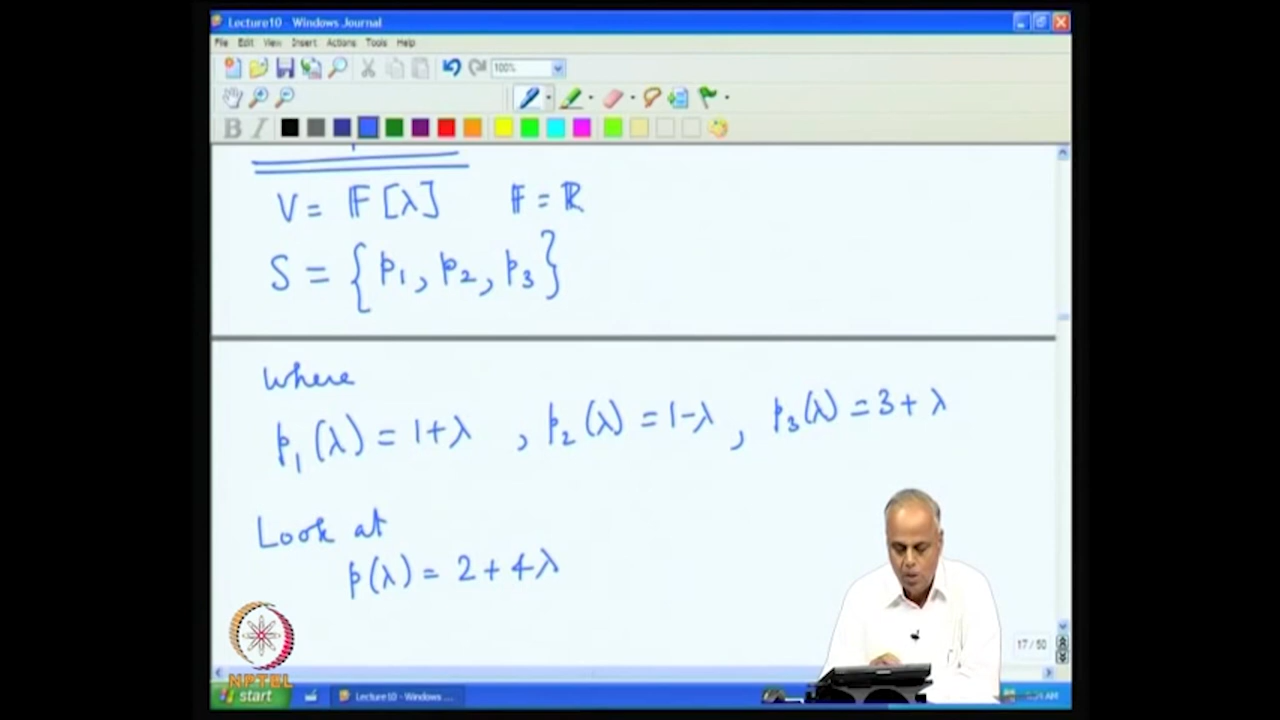 Lecture10 - Windows Journal
File Edit View Insert Actions Tools Help
100%
B I
V = 𝔽[λ] 𝔽 = ℝ
S = {p₁, p₂, p₃}
Where
p₁(λ) = 1+λ , p₂(λ) = 1-λ , p₃(λ) = 3+λ
Look at
p(λ) = 2 + 4λ
17 / 50
NPTEL
start Lecture10 - Windows ...